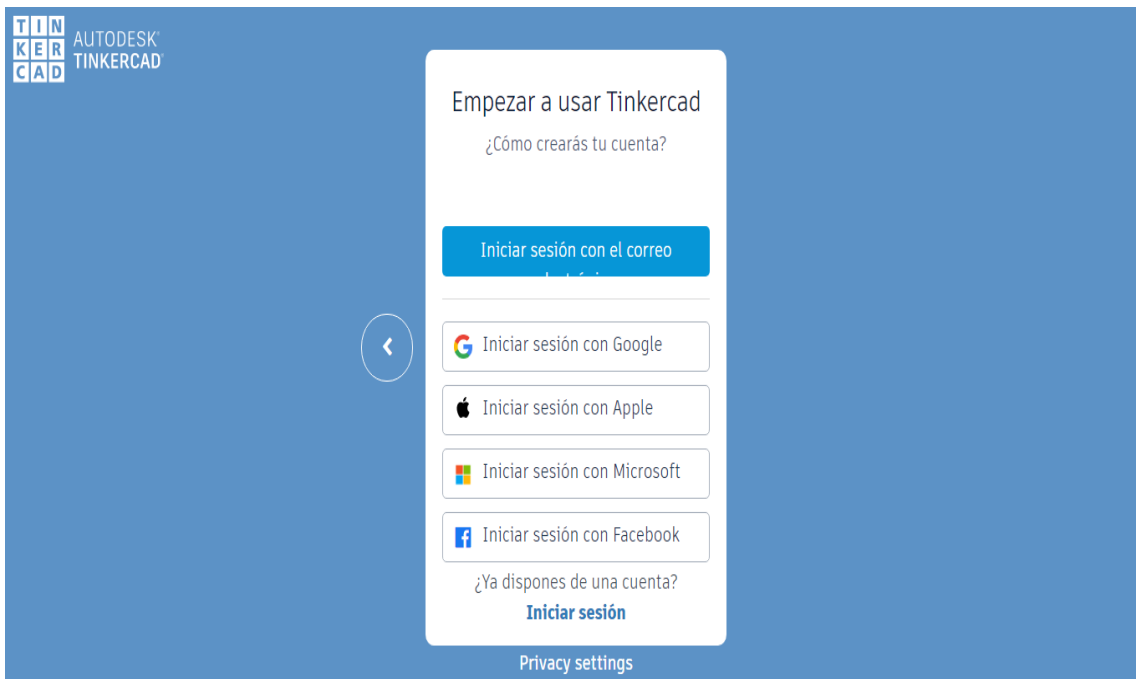 TIN
KER
CAD
AUTODESK®
TINKERCAD®
Empezar a usar Tinkercad
¿Cómo crearás tu cuenta?
Iniciar sesión con el correo
Iniciar sesión con Google
Iniciar sesión con Apple
Iniciar sesión con Microsoft
Iniciar sesión con Facebook
¿Ya dispones de una cuenta?
Iniciar sesión
Privacy settings